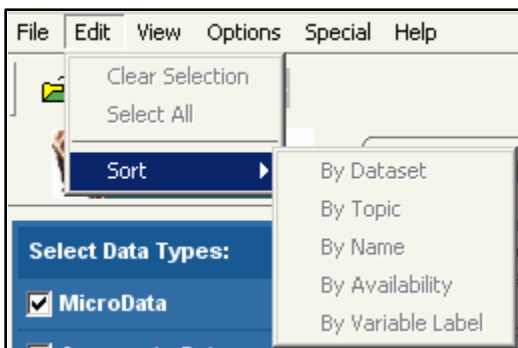 File Edit View Options Special Help
Clear Selection
Select All
Sort
By Dataset
By Topic
By Name
By Availability
By Variable Label
Select Data Types:
MicroData